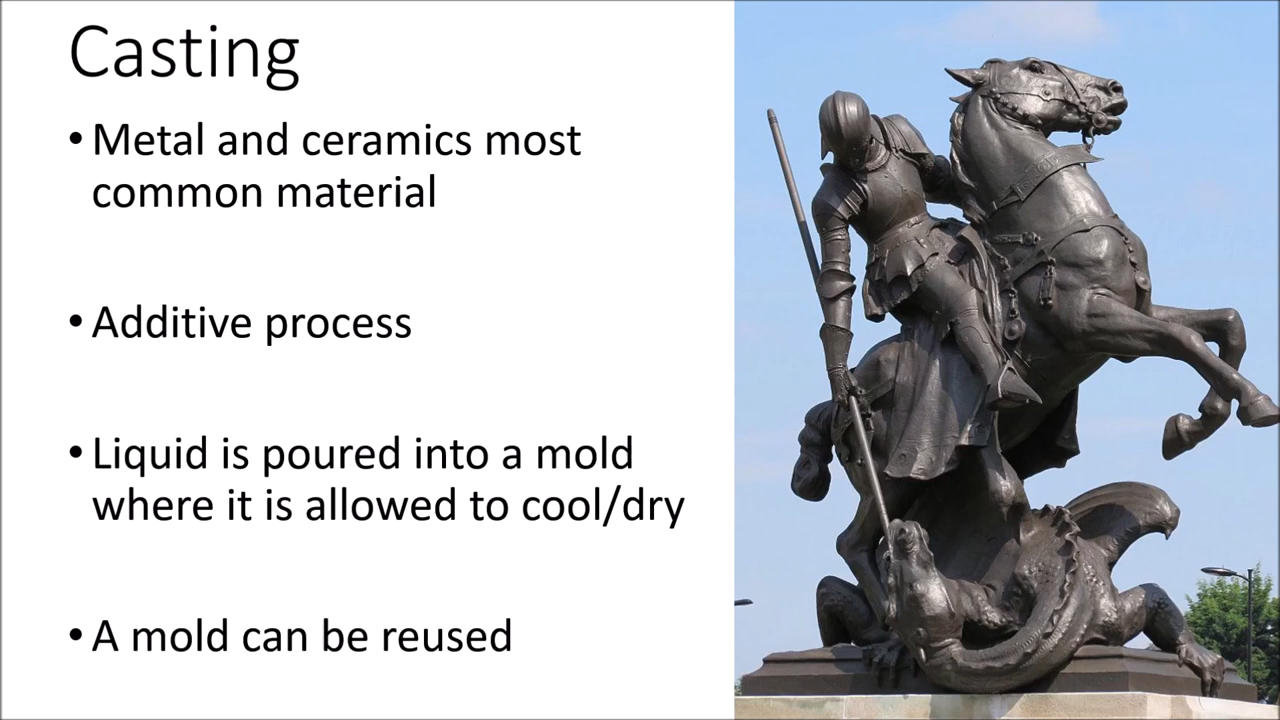 Casting
• Metal and ceramics most
common material
• Additive process
• Liquid is poured into a mold
where it is allowed to cool/dry
• A mold can be reused